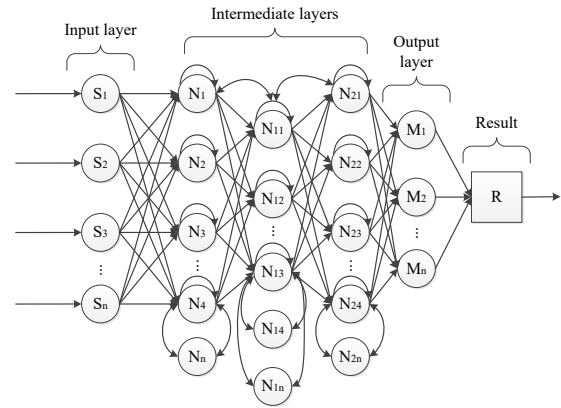 Intermediate layers
Input layer
Output layer
Result
S1
S2
S3
...
Sn
N1
N2
N3
...
N4
Nn
N11
N12
...
N13
N14
N1n
N21
N22
N23
...
N24
N2n
M1
M2
...
Mn
R